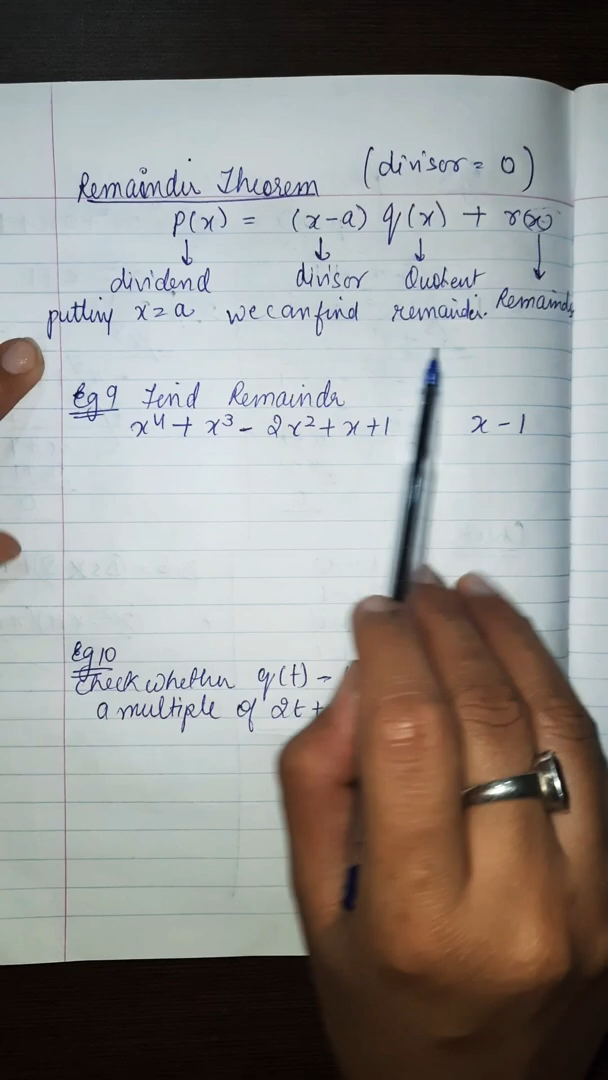 Remainder Theorem (divisor = 0)
p(x) = (x-a) q(x) + r(x)
↓ ↓ ↓ ↓
dividend divisor Quotient Remainder
putting x=a we can find remainder.
Eg 9 Find Remainder
x⁴ + x³ - 2x² + x + 1 x - 1
Eg 10
Check whether q(t) =
a multiple of 2t +